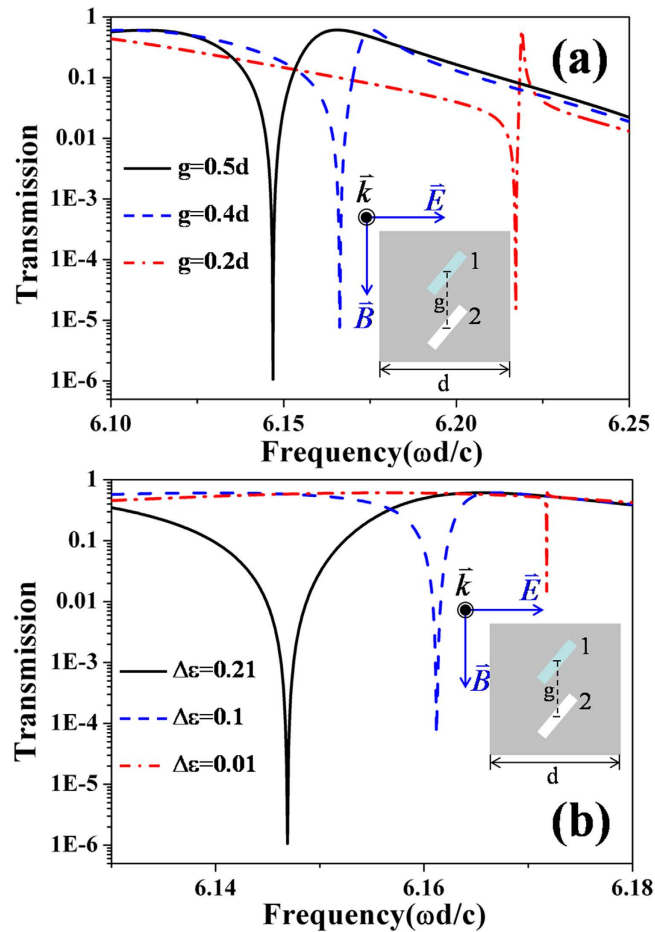 (a)
1
0.1
0.01
1E-3
1E-4
1E-5
1E-6
Transmission
g=0.5d
g=0.4d
g=0.2d
k⃗
E⃗
B⃗
1
g
2
d
6.10 6.15 6.20 6.25
Frequency(ωd/c)
1
0.1
0.01
1E-3
1E-4
1E-5
1E-6
Transmission
Δε=0.21
Δε=0.1
Δε=0.01
k⃗
E⃗
B⃗
1
g
2
d
(b)
6.14 6.16 6.18
Frequency(ωd/c)